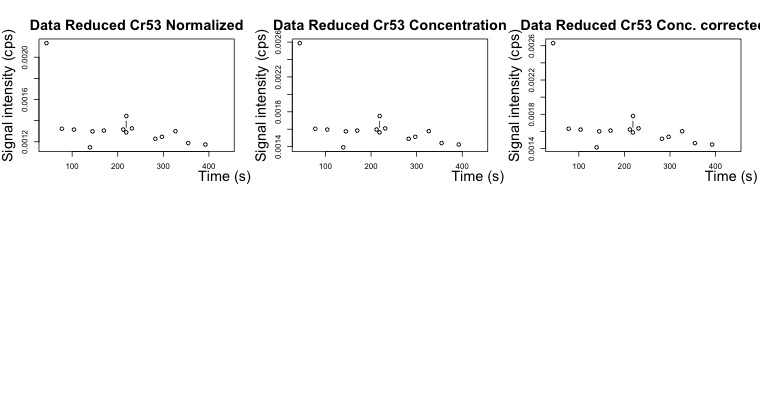 Data Reduced Cr53 Normalized
Signal intensity (cps)
0.0020
0.0016
0.0012
100 200 300 400
Time (s)
Data Reduced Cr53 Concentration
Signal intensity (cps)
0.0026
0.0022
0.0018
0.0014
100 200 300 400
Time (s)
Data Reduced Cr53 Conc. corrected
Signal intensity (cps)
0.0026
0.0022
0.0018
0.0014
100 200 300 400
Time (s)